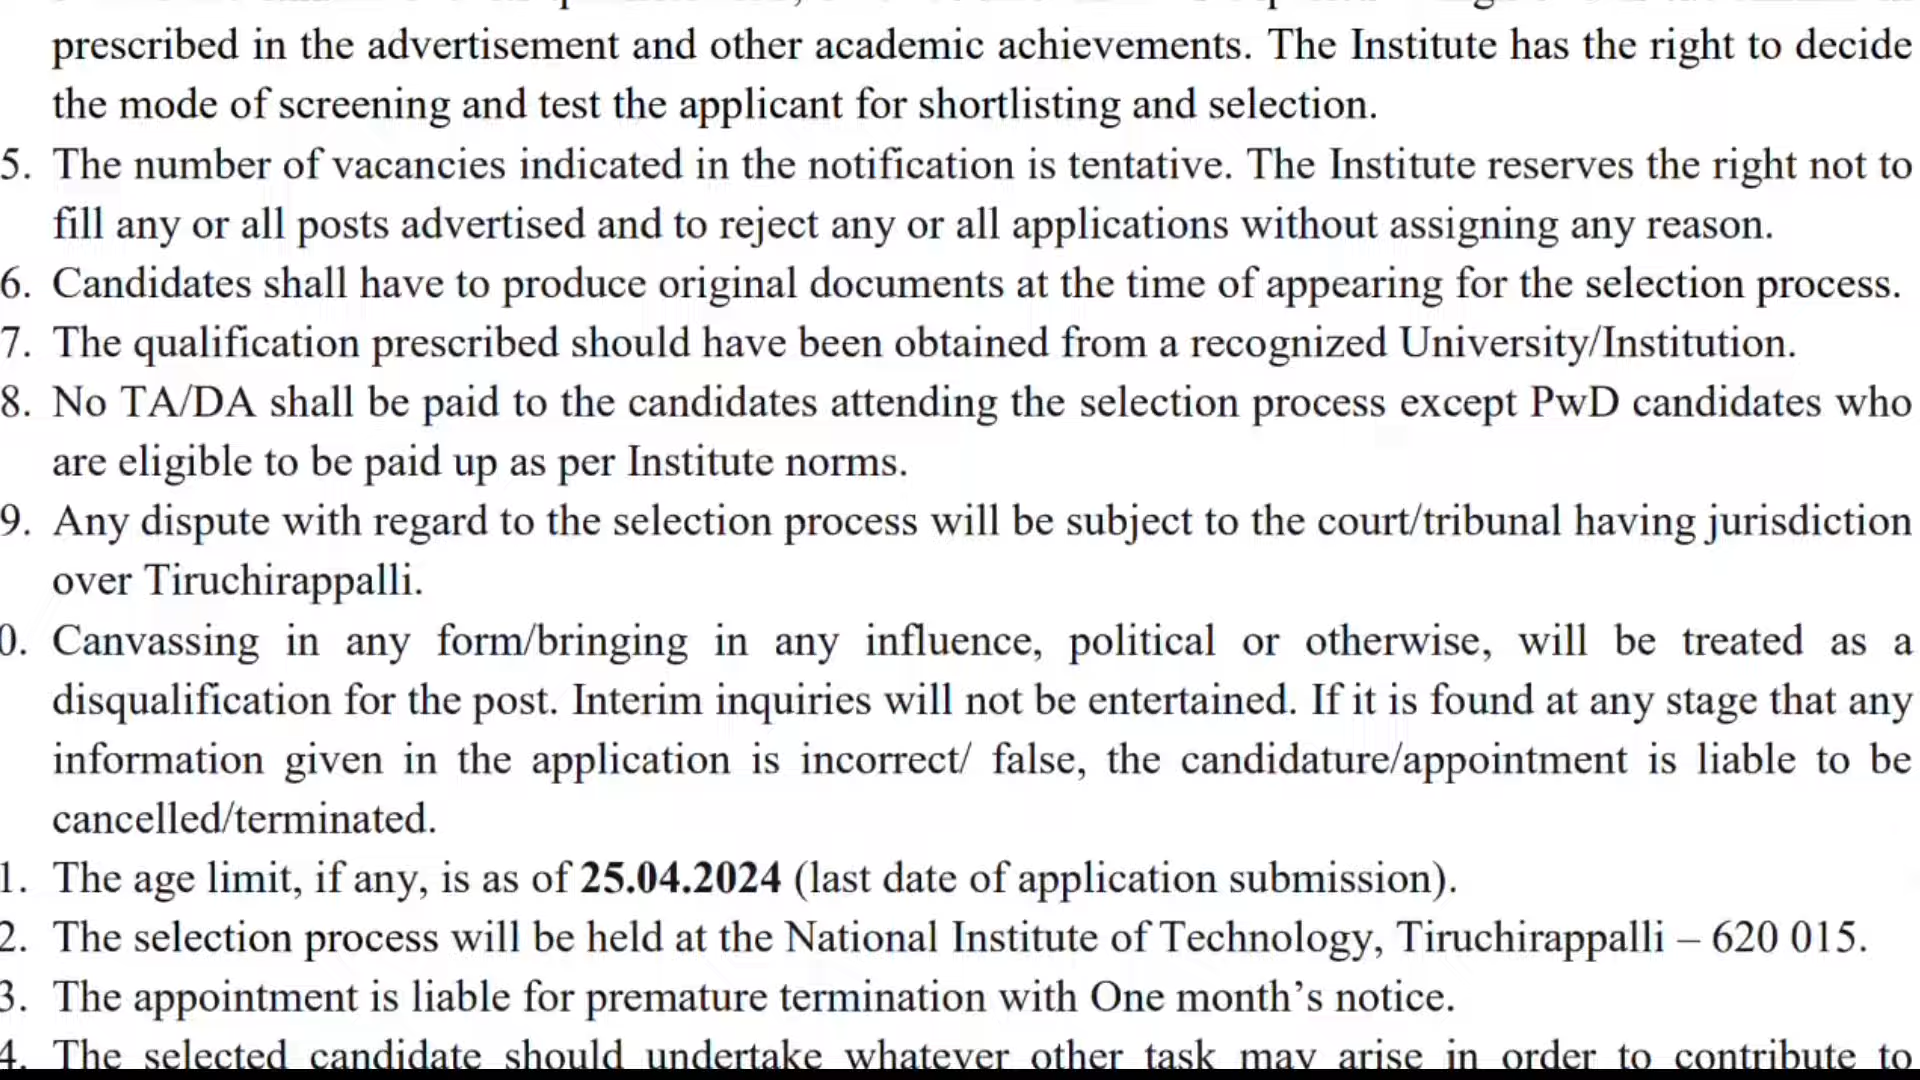 prescribed in the advertisement and other academic achievements. The Institute has the right to decide
the mode of screening and test the applicant for shortlisting and selection.
5. The number of vacancies indicated in the notification is tentative. The Institute reserves the right not to
fill any or all posts advertised and to reject any or all applications without assigning any reason.
6. Candidates shall have to produce original documents at the time of appearing for the selection process.
7. The qualification prescribed should have been obtained from a recognized University/Institution.
8. No TA/DA shall be paid to the candidates attending the selection process except PwD candidates who
are eligible to be paid up as per Institute norms.
9. Any dispute with regard to the selection process will be subject to the court/tribunal having jurisdiction
over Tiruchirappalli.
0. Canvassing in any form/bringing in any influence, political or otherwise, will be treated as a
disqualification for the post. Interim inquiries will not be entertained. If it is found at any stage that any
information given in the application is incorrect/ false, the candidature/appointment is liable to be
cancelled/terminated.
1. The age limit, if any, is as of 25.04.2024 (last date of application submission).
2. The selection process will be held at the National Institute of Technology, Tiruchirappalli – 620 015.
3. The appointment is liable for premature termination with One month’s notice.
4. The selected candidate should undertake whatever other task may arise in order to contribute to